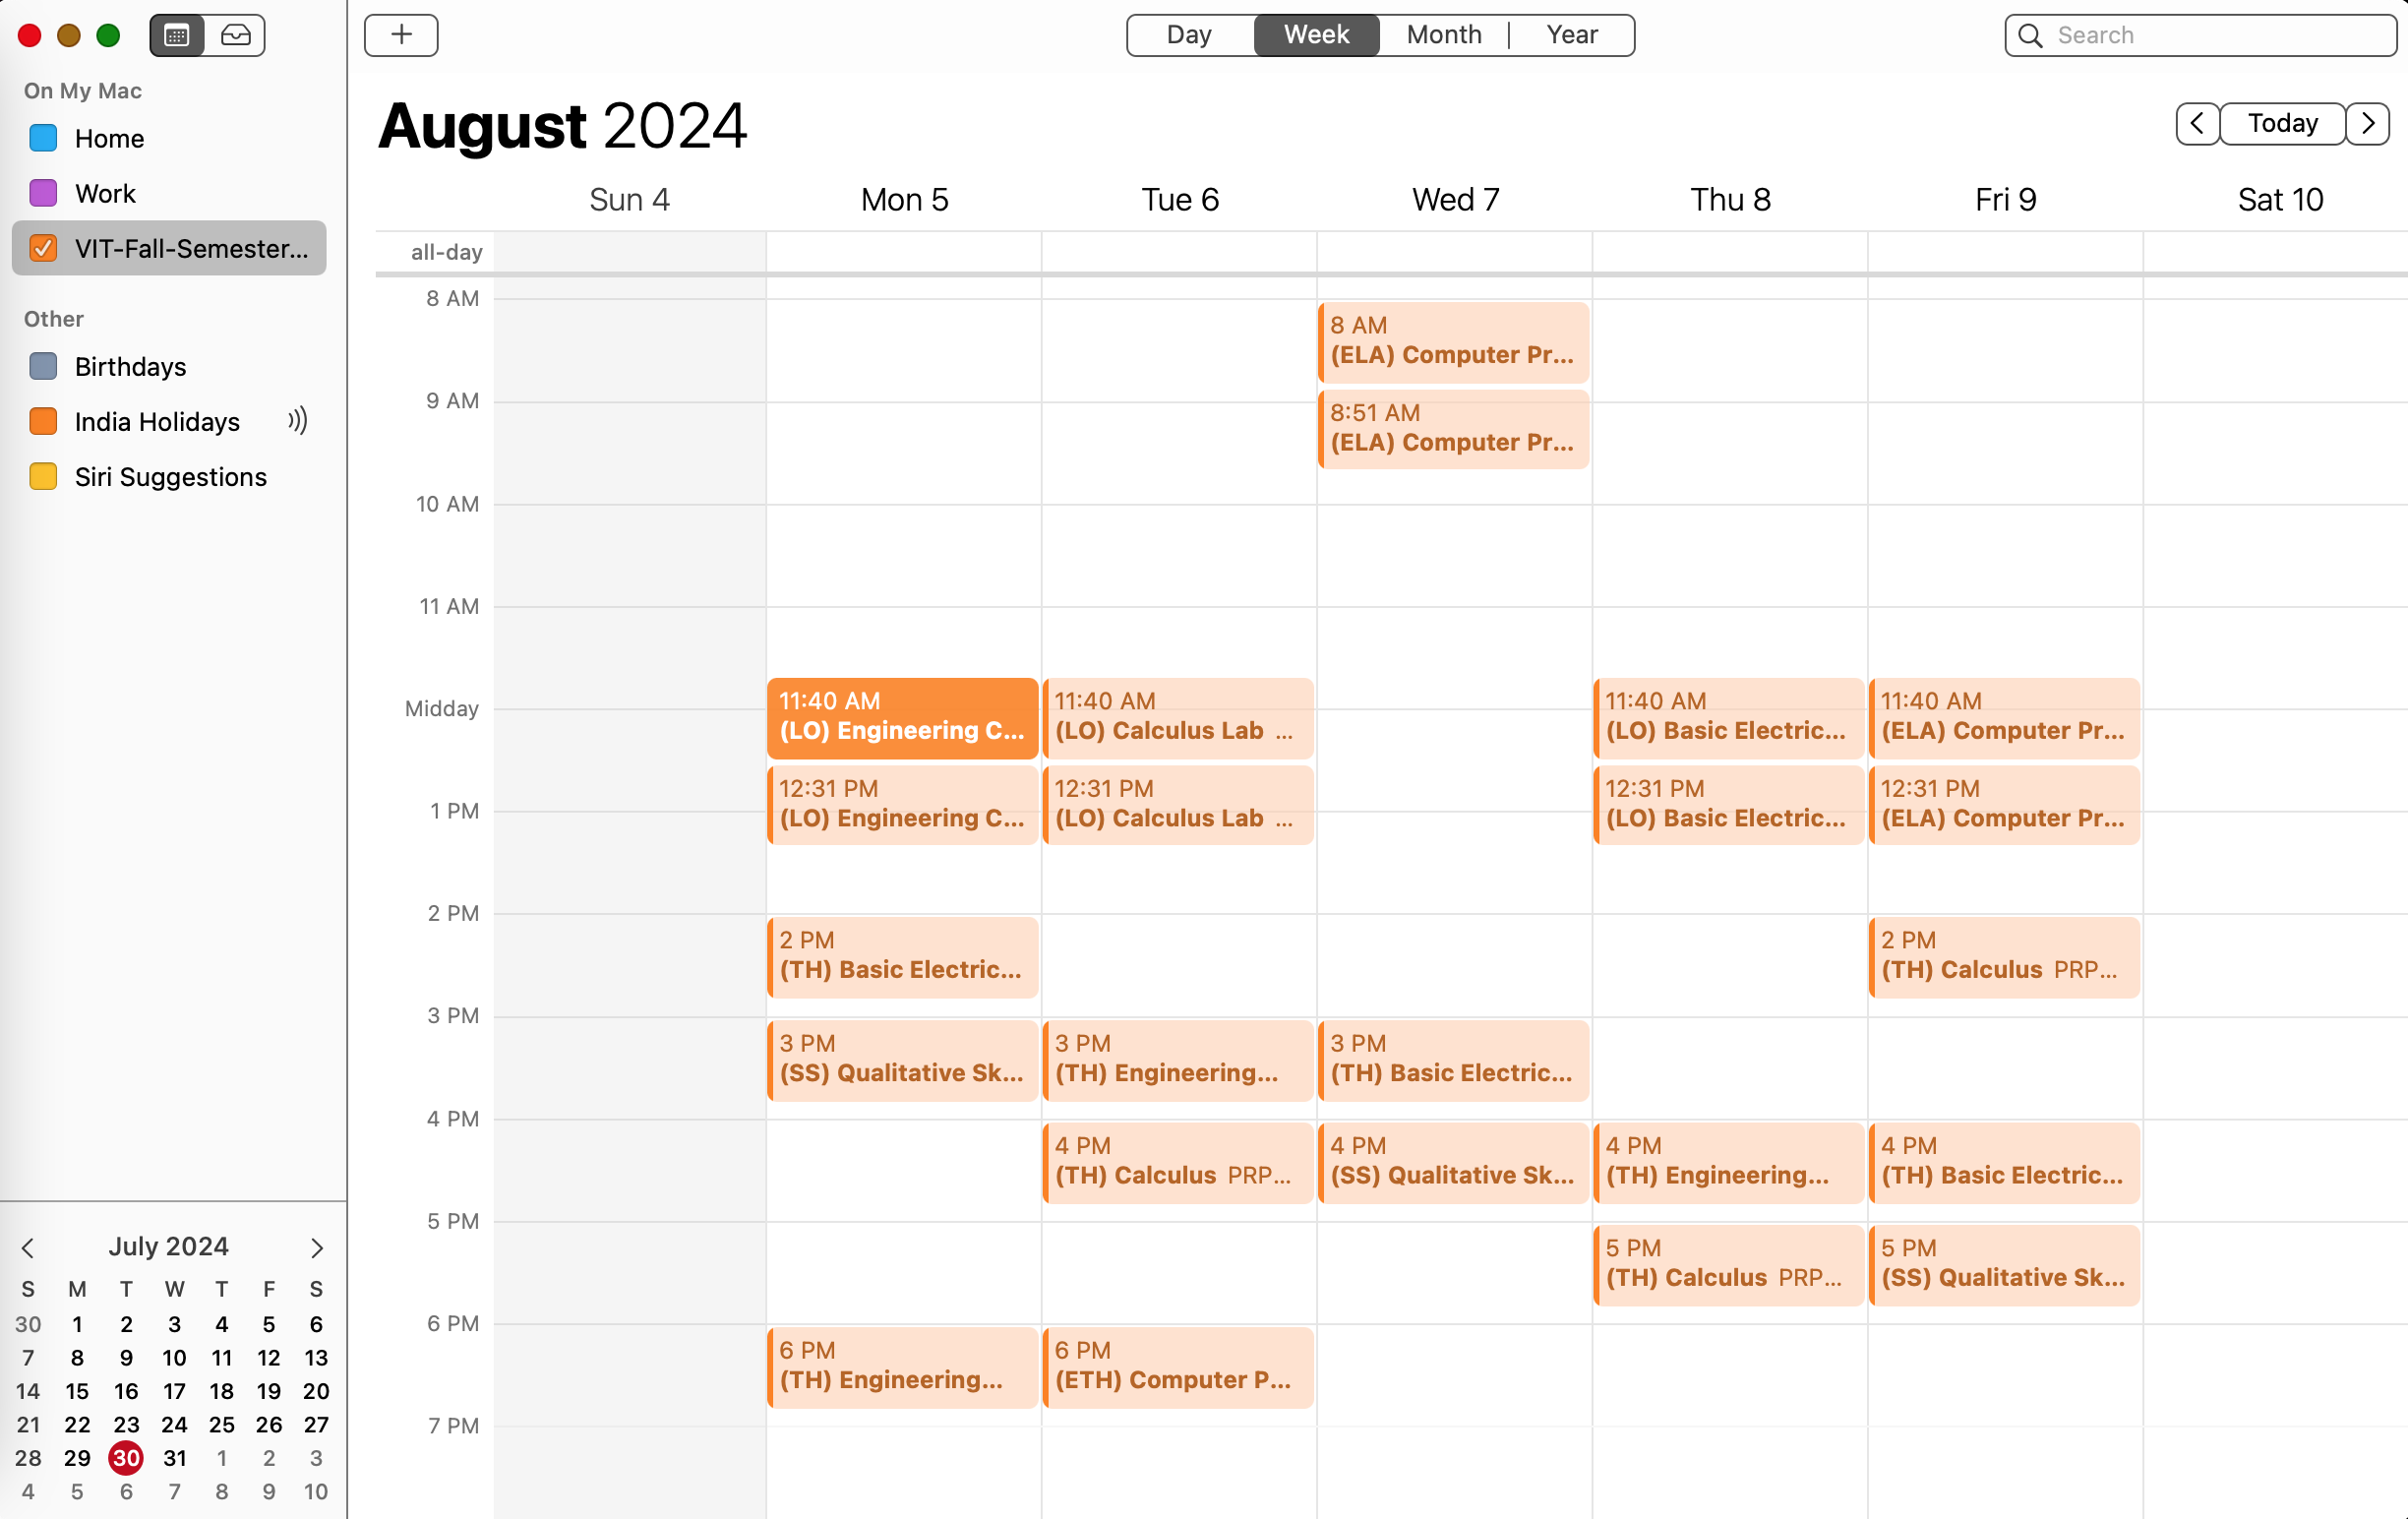 Day Week Month Year
Search
On My Mac
Home
Work
VIT-Fall-Semester...
Other
Birthdays
India Holidays
Siri Suggestions
July 2024
S M T W T F S
30 1 2 3 4 5 6
7 8 9 10 11 12 13
14 15 16 17 18 19 20
21 22 23 24 25 26 27
28 29 30 31 1 2 3
4 5 6 7 8 9 10
August 2024
Today
Sun 4 Mon 5 Tue 6 Wed 7 Thu 8 Fri 9 Sat 10
all-day
8 AM
8 AM
(ELA) Computer Pr...
9 AM
8:51 AM
(ELA) Computer Pr...
10 AM
11 AM
Midday
11:40 AM
(LO) Engineering C...
11:40 AM
(LO) Calculus Lab ...
11:40 AM
(LO) Basic Electric...
11:40 AM
(ELA) Computer Pr...
1 PM
12:31 PM
(LO) Engineering C...
12:31 PM
(LO) Calculus Lab ...
12:31 PM
(LO) Basic Electric...
12:31 PM
(ELA) Computer Pr...
2 PM
2 PM
(TH) Basic Electric...
2 PM
(TH) Calculus PRP...
3 PM
3 PM
(SS) Qualitative Sk...
3 PM
(TH) Engineering...
3 PM
(TH) Basic Electric...
4 PM
4 PM
(TH) Calculus PRP...
4 PM
(SS) Qualitative Sk...
4 PM
(TH) Engineering...
4 PM
(TH) Basic Electric...
5 PM
5 PM
(TH) Calculus PRP...
5 PM
(SS) Qualitative Sk...
6 PM
6 PM
(TH) Engineering...
6 PM
(ETH) Computer P...
7 PM